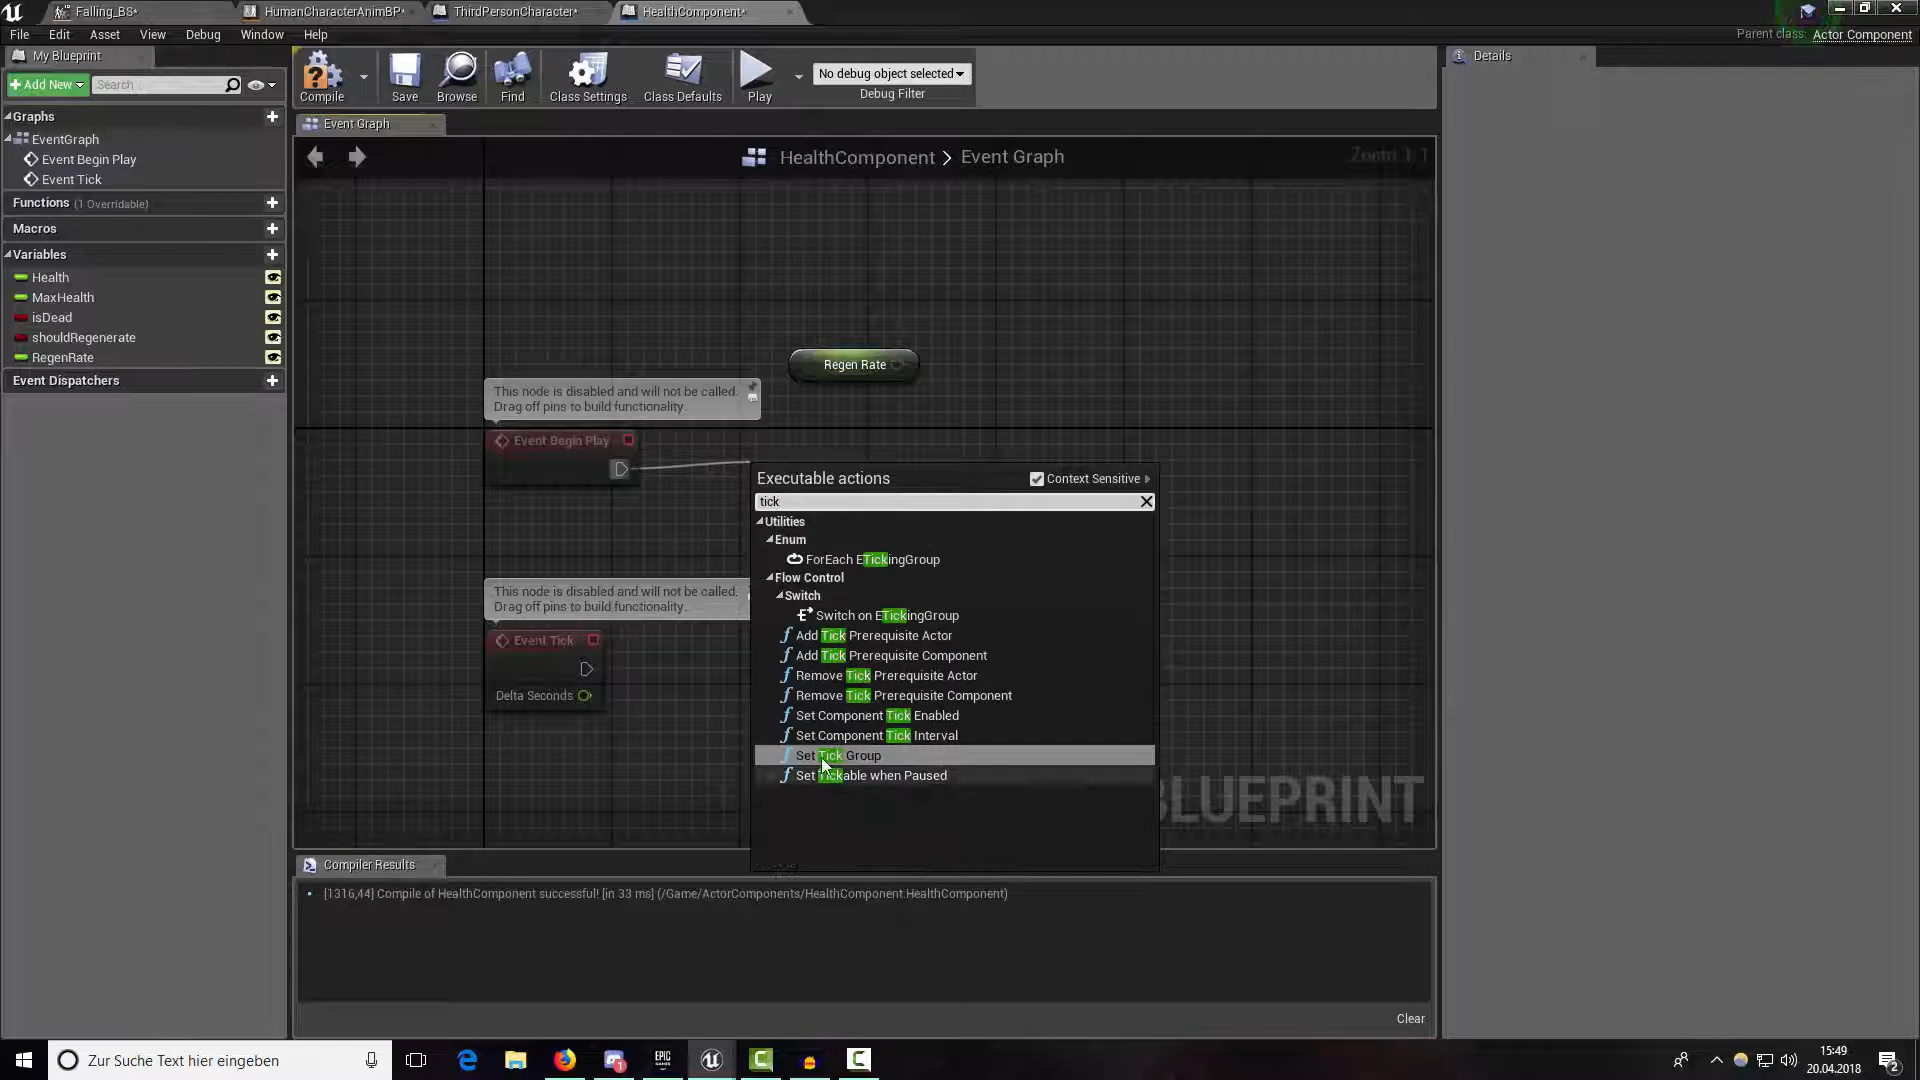 Falling_BS*
HumanCharacterAnimBP*
ThirdPersonCharacter*
HealthComponent*
File
Edit
Asset
View
Debug
Window
Help
Parent class: Actor Component
My Blueprint
Add New
Search
Compile
Save
Browse
Find
Class Settings
Class Defaults
Play
No debug object selected
Debug Filter
Details
Graphs
EventGraph
Event Begin Play
Event Tick
Functions (1 Overridable)
Macros
Variables
Health
MaxHealth
isDead
shouldRegenerate
RegenRate
Event Dispatchers
Event Graph
HealthComponent > Event Graph
Zoom 1:1
Regen Rate
This node is disabled and will not be called.
Drag off pins to build functionality.
Event Begin Play
This node is disabled and will not be called.
Drag off pins to build functionality.
Event Tick
Delta Seconds
Executable actions
Context Sensitive
tick
Utilities
Enum
ForEach ETickingGroup
Flow Control
Switch
Switch on ETickingGroup
Add Tick Prerequisite Actor
Add Tick Prerequisite Component
Remove Tick Prerequisite Actor
Remove Tick Prerequisite Component
Set Component Tick Enabled
Set Component Tick Interval
Set Tick Group
Set Tickable when Paused
BLUEPRINT
Compiler Results
[1316,44] Compile of HealthComponent successful! [in 33 ms] (/Game/ActorComponents/HealthComponent.HealthComponent)
Clear
Zur Suche Text hier eingeben
EPIC
GAMES
15:49
20.04.2018
2